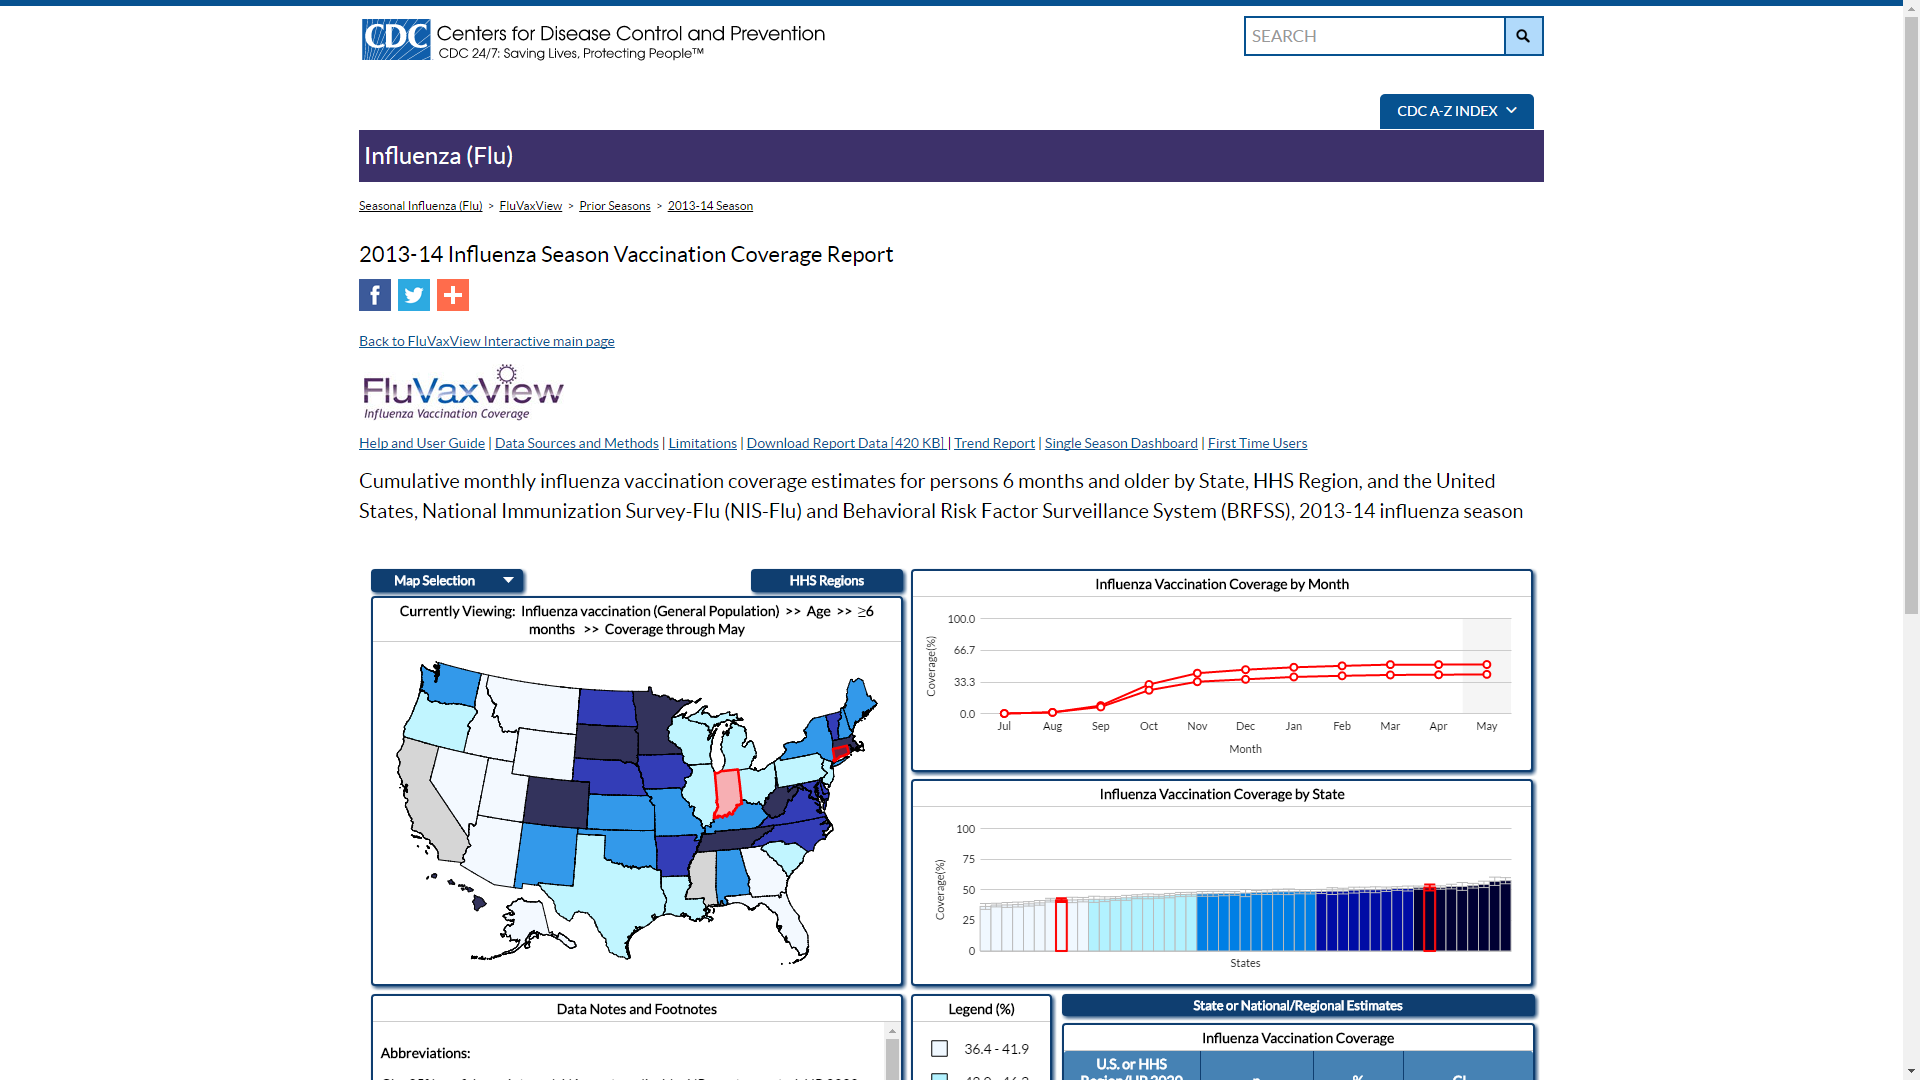 CDC Centers for Disease Control and Prevention
CDC 24/7: Saving Lives, Protecting People™
SEARCH
CDC A-Z INDEX
Influenza (Flu)
Seasonal Influenza (Flu) > FluVaxView > Prior Seasons > 2013-14 Season
2013-14 Influenza Season Vaccination Coverage Report
Back to FluVaxView Interactive main page
FluVaxView
Influenza Vaccination Coverage
Help and User Guide | Data Sources and Methods | Limitations | Download Report Data [420 KB] | Trend Report | Single Season Dashboard | First Time Users
Cumulative monthly influenza vaccination coverage estimates for persons 6 months and older by State, HHS Region, and the United
States, National Immunization Survey-Flu (NIS-Flu) and Behavioral Risk Factor Surveillance System (BRFSS), 2013-14 influenza season
Map Selection
HHS Regions
Currently Viewing: Influenza vaccination (General Population) >> Age >> ≥6
months >> Coverage through May
Influenza Vaccination Coverage by Month
100.0
66.7
33.3
0.0
Coverage(%)
Jul Aug Sep Oct Nov Dec Jan Feb Mar Apr May
Month
Influenza Vaccination Coverage by State
100
75
50
25
0
Coverage(%)
States
Data Notes and Footnotes
Abbreviations:
Legend (%)
36.4 - 41.9
State or National/Regional Estimates
Influenza Vaccination Coverage
U.S. or HHS